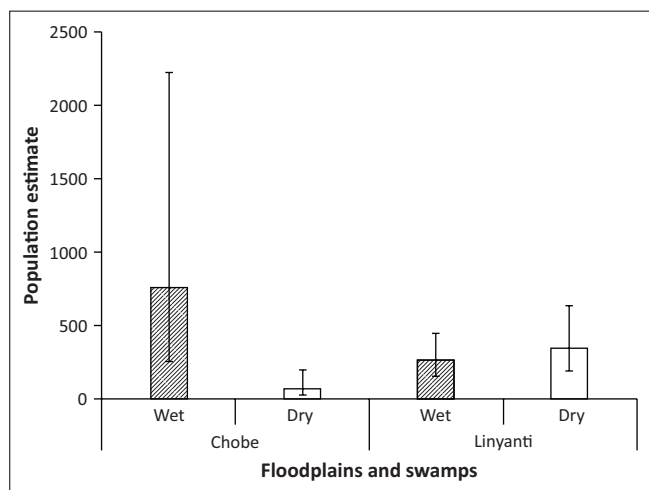 Population estimate
2500
2000
1500
1000
500
0
Wet Dry Wet Dry
Chobe Linyanti
Floodplains and swamps